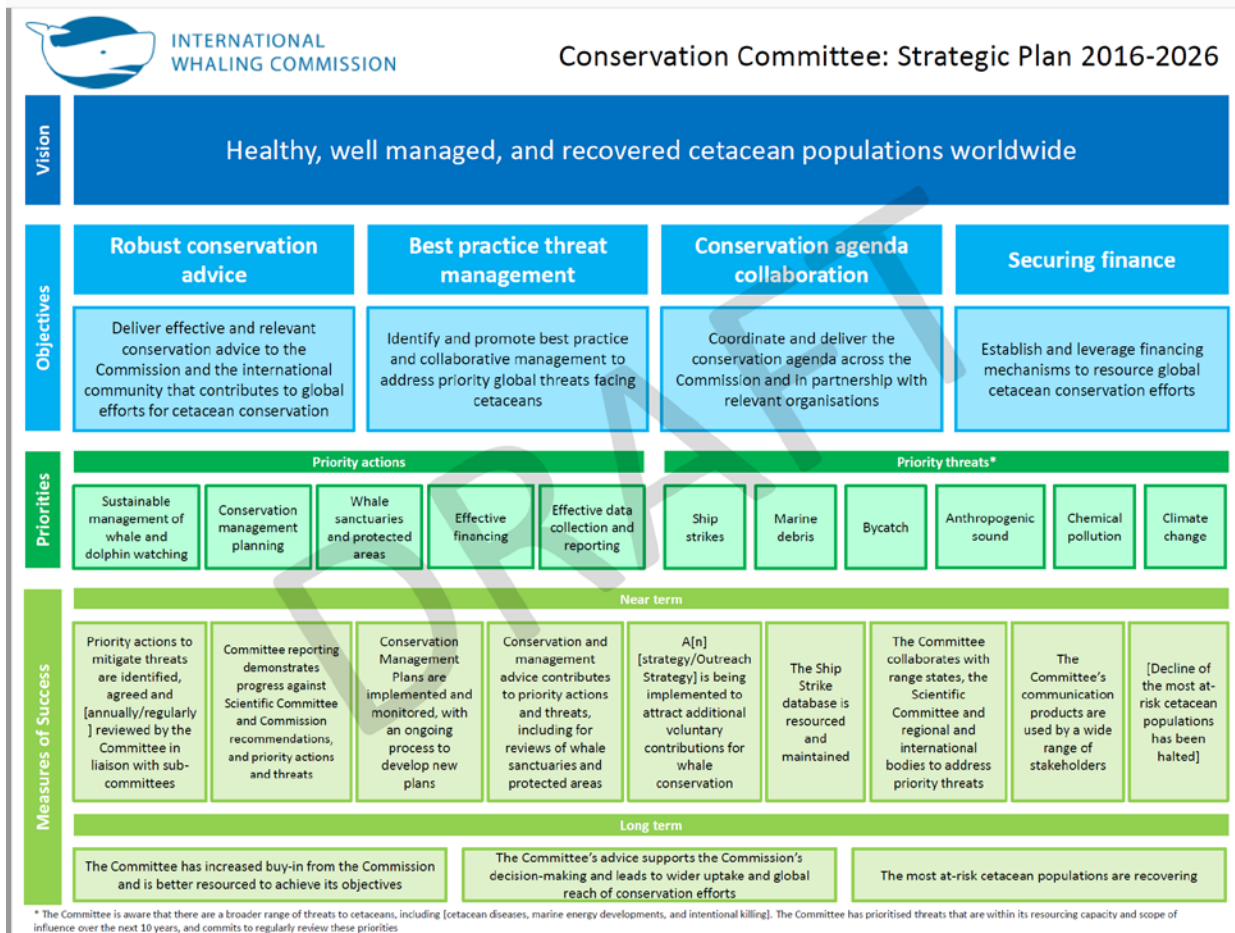 INTERNATIONAL
WHALING COMMISSION
Conservation Committee: Strategic Plan 2016-2026
Vision
Healthy, well managed, and recovered cetacean populations worldwide
Objectives
Robust conservation
advice
Best practice threat
management
Conservation agenda
collaboration
Securing finance
Deliver effective and relevant
conservation advice to the
Commission and the international
community that contributes to global
efforts for cetacean conservation
Identify and promote best practice
and collaborative management to
address priority global threats facing
cetaceans
Coordinate and deliver the
conservation agenda across the
Commission and in partnership with
relevant organisations
Establish and leverage financing
mechanisms to resource global
cetacean conservation efforts
Priorities
Priority actions
Priority threats*
Sustainable
management of
whale and
dolphin watching
Conservation
management
planning
Whale
sanctuaries
and protected
areas
Effective
financing
Effective data
collection and
reporting
Ship
strikes
Marine
debris
Bycatch
Anthropogenic
sound
Chemical
pollution
Climate
change
Measures of Success
Near term
Priority actions to
mitigate threats
are identified,
agreed and
[annually/regularly
] reviewed by the
Committee in
liaison with sub-
committees
Committee reporting
demonstrates
progress against
Scientific Committee
and Commission
recommendations,
and priority actions
and threats
Conservation
Management
Plans are
implemented and
monitored, with
an ongoing
process to
develop new
plans
Conservation and
management
advice contributes
to priority actions
and threats,
including for
reviews of whale
sanctuaries and
protected areas
A[n]
[strategy/Outreach
Strategy] is being
implemented to
attract additional
voluntary
contributions for
whale
conservation
The Ship
Strike
database is
resourced
and
maintained
The Committee
collaborates with
range states, the
Scientific
Committee and
regional and
international
bodies to address
priority threats
The
Committee's
communication
products are
used by a wide
range of
stakeholders
[Decline of
the most at-
risk cetacean
populations
has been
halted]
Long term
The Committee has increased buy-in from the Commission
and is better resourced to achieve its objectives
The Committee's advice supports the Commission's
decision-making and leads to wider uptake and global
reach of conservation efforts
The most at-risk cetacean populations are recovering
* The Committee is aware that there are a broader range of threats to cetaceans, including [cetacean diseases, marine energy developments, and intentional killing]. The Committee has prioritised threats that are within its resourcing capacity and scope of
influence over the next 10 years, and commits to regularly review these priorities
DRAFT